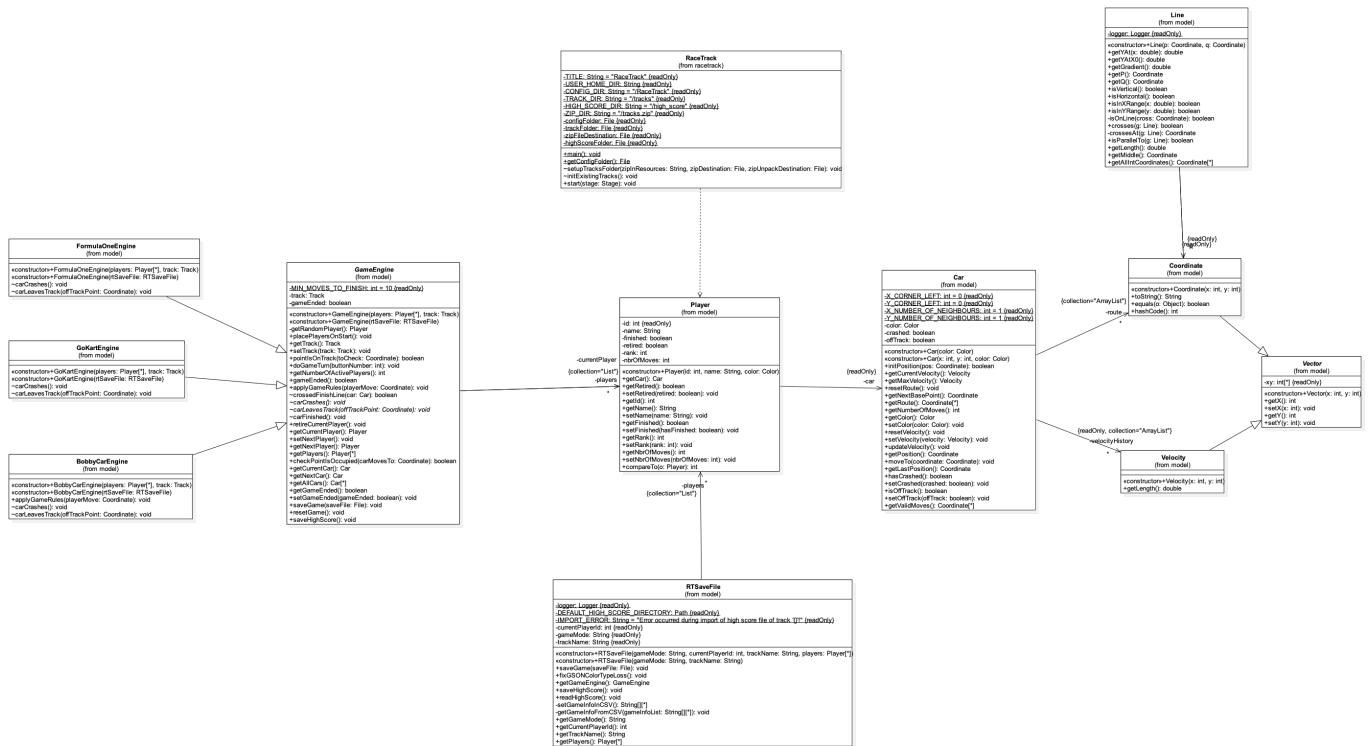 Line
(from model)
-logger: Logger {readOnly}
«constructor»+Line(p: Coordinate, q: Coordinate)
+getYAt(x: double): double
+getYAtX0(): double
+getGradient(): double
+getP(): Coordinate
+getQ(): Coordinate
+isVertical(): boolean
+isHorizontal(): boolean
+isInXRange(x: double): boolean
+isInYRange(y: double): boolean
-isOnLine(cross: Coordinate): boolean
+crosses(g: Line): boolean
-crossesAt(g: Line): Coordinate
+isParallelTo(g: Line): boolean
+getLength(): double
+getMiddle(): Coordinate
+getAllIntCoordinates(): Coordinate[*]
RaceTrack
(from racetrack)
-TITLE: String = "RaceTrack" {readOnly}
-USER_HOME_DIR: String {readOnly}
-CONFIG_DIR: String = "/RaceTrack" {readOnly}
-TRACK_DIR: String = "/tracks" {readOnly}
-HIGH_SCORE_DIR: String = "/high_score" {readOnly}
-ZIP_DIR: String = "/tracks.zip" {readOnly}
-configFolder: File {readOnly}
-trackFolder: File {readOnly}
-zipFileDestination: File {readOnly}
-highScoreFolder: File {readOnly}
+main(): void
+getConfigFolder(): File
~setupTracksFolder(zipInResources: String, zipDestination: File, zipUnpackDestination: File): void
~initExistingTracks(): void
+start(stage: Stage): void
FormulaOneEngine
(from model)
«constructor»+FormulaOneEngine(players: Player[*], track: Track)
«constructor»+FormulaOneEngine(rtSaveFile: RTSaveFile)
~carCrashes(): void
~carLeavesTrack(offTrackPoint: Coordinate): void
GoKartEngine
(from model)
«constructor»+GoKartEngine(players: Player[*], track: Track)
«constructor»+GoKartEngine(rtSaveFile: RTSaveFile)
~carCrashes(): void
~carLeavesTrack(offTrackPoint: Coordinate): void
BobbyCarEngine
(from model)
«constructor»+BobbyCarEngine(players: Player[*], track: Track)
«constructor»+BobbyCarEngine(rtSaveFile: RTSaveFile)
+applyGameRules(playerMove: Coordinate): void
~carCrashes(): void
~carLeavesTrack(offTrackPoint: Coordinate): void
GameEngine
(from model)
-MIN_MOVES_TO_FINISH: int = 10 {readOnly}
-track: Track
-gameEnded: boolean
«constructor»+GameEngine(players: Player[*], track: Track)
«constructor»+GameEngine(rtSaveFile: RTSaveFile)
-getRandomPlayer(): Player
+placePlayersOnStart(): void
+getTrack(): Track
+setTrack(track: Track): void
+pointIsOnTrack(toCheck: Coordinate): boolean
+doGameTurn(buttonNumber: int): void
+getNumberOfActivePlayers(): int
+gameEnded(): boolean
+applyGameRules(playerMove: Coordinate): void
~crossedFinishLine(car: Car): boolean
~carCrashes(): void
~carLeavesTrack(offTrackPoint: Coordinate): void
~carFinished(): void
+retireCurrentPlayer(): void
+getCurrentPlayer(): Player
+setNextPlayer(): void
+getNextPlayer(): Player
+getPlayers(): Player[*]
+checkPointIsOccupied(carMovesTo: Coordinate): boolean
+getCurrentCar(): Car
+getNextCar(): Car
+getAllCars(): Car[*]
+getGameEnded(): boolean
+setGameEnded(gameEnded: boolean): void
+saveGame(saveFile: File): void
+resetGame(): void
+saveHighScore(): void
-currentPlayer
{collection="List"}
-players
*
Player
(from model)
-id: int {readOnly}
-name: String
-finished: boolean
-retired: boolean
-rank: int
-nbrOfMoves: int
«constructor»+Player(id: int, name: String, color: Color)
+getCar(): Car
+getRetired(): boolean
+setRetired(retired: boolean): void
+getId(): int
+getName(): String
+setName(name: String): void
+getFinished(): boolean
+setFinished(hasFinished: boolean): void
+getRank(): int
+setRank(rank: int): void
+getNbrOfMoves(): int
+setNbrOfMoves(nbrOfMoves: int): void
+compareTo(o: Player): int
{readOnly}
-car
-players
*
{collection="List"}
Car
(from model)
-X_CORNER_LEFT: int = 0 {readOnly}
-Y_CORNER_LEFT: int = 0 {readOnly}
-X_NUMBER_OF_NEIGHBOURS: int = 1 {readOnly}
-Y_NUMBER_OF_NEIGHBOURS: int = 1 {readOnly}
-color: Color
-crashed: boolean
-offTrack: boolean
«constructor»+Car(color: Color)
«constructor»+Car(x: int, y: int, color: Color)
+initPosition(pos: Coordinate): boolean
+getCurrentVelocity(): Velocity
+getMaxVelocity(): Velocity
+resetRoute(): void
+getNextBasePoint(): Coordinate
+getRoute(): Coordinate[*]
+getNumberOfMoves(): int
+getColor(): Color
+setColor(color: Color): void
+resetVelocity(): void
+setVelocity(velocity: Velocity): void
+updateVelocity(): void
+getPosition(): Coordinate
+moveTo(coordinate: Coordinate): void
+getLastPosition(): Coordinate
+hasCrashed(): boolean
+setCrashed(crashed: boolean): void
+isOffTrack(): boolean
+setOffTrack(offTrack: boolean): void
+getValidMoves(): Coordinate[*]
{collection="ArrayList"}
-route
*
{readOnly, collection="ArrayList"}
-velocityHistory
*
{readOnly}
{readOnly}
Coordinate
(from model)
«constructor»+Coordinate(x: int, y: int)
+toString(): String
+equals(o: Object): boolean
+hashCode(): int
Vector
(from model)
-xy: int[*] {readOnly}
«constructor»+Vector(x: int, y: int)
+getX(): int
+setX(x: int): void
+getY(): int
+setY(y: int): void
Velocity
(from model)
«constructor»+Velocity(x: int, y: int)
+getLength(): double
RTSaveFile
(from model)
-logger: Logger {readOnly}
-DEFAULT_HIGH_SCORE_DIRECTORY: Path {readOnly}
-IMPORT_ERROR: String = "Error occurred during import of high score file of track '{}'!" {readOnly}
-currentPlayerId: int {readOnly}
-gameMode: String {readOnly}
-trackName: String {readOnly}
«constructor»+RTSaveFile(gameMode: String, currentPlayerId: int, trackName: String, players: Player[*])
«constructor»+RTSaveFile(gameMode: String, trackName: String)
+saveGame(saveFile: File): void
+fixGSONColorTypeLoss(): void
+getGameEngine(): GameEngine
+saveHighScore(): void
+readHighScore(): void
-setGameInfoInCSV(): String[][*]
-getGameInfoFromCSV(gameInfoList: String[][*]): void
+getGameMode(): String
+getCurrentPlayerId(): int
+getTrackName(): String
+getPlayers(): Player[*]